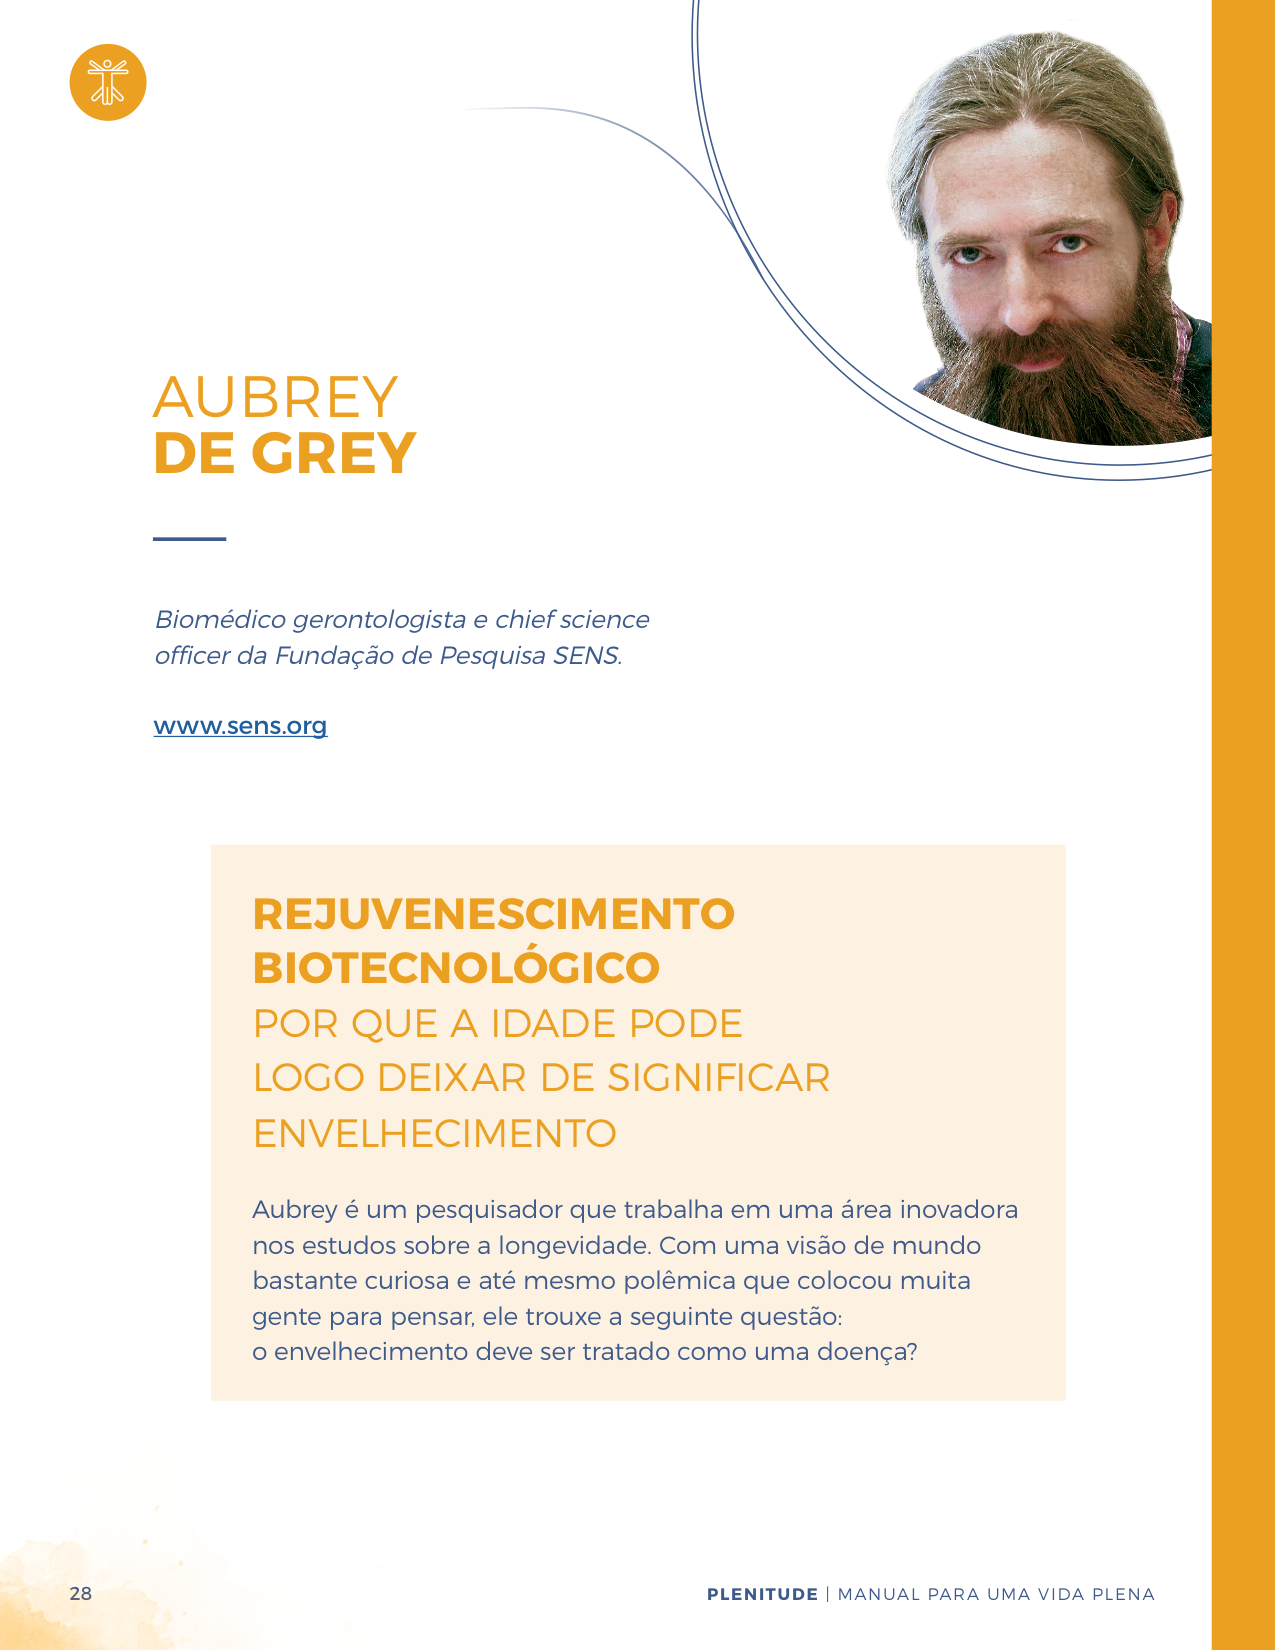 AUBREY
DE GREY
Biomédico gerontologista e chief science
officer da Fundação de Pesquisa SENS.
www.sens.org
REJUVENESCIMENTO
BIOTECNOLÓGICO
POR QUE A IDADE PODE
LOGO DEIXAR DE SIGNIFICAR
ENVELHECIMENTO
Aubrey é um pesquisador que trabalha em uma área inovadora
nos estudos sobre a longevidade. Com uma visão de mundo
bastante curiosa e até mesmo polêmica que colocou muita
gente para pensar, ele trouxe a seguinte questão:
o envelhecimento deve ser tratado como uma doença?
28
PLENITUDE | MANUAL PARA UMA VIDA PLENA